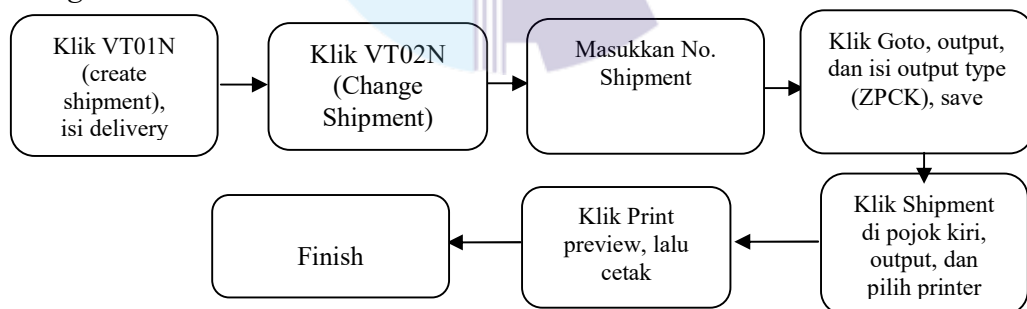 Klik VT01N
(create
shipment),
isi delivery
Klik VT02N
(Change
Shipment)
Masukkan No.
Shipment
Klik Goto, output,
dan isi output type
(ZPCK), save
Klik Shipment
di pojok kiri,
output, dan
pilih printer
Klik Print
preview, lalu
cetak
Finish